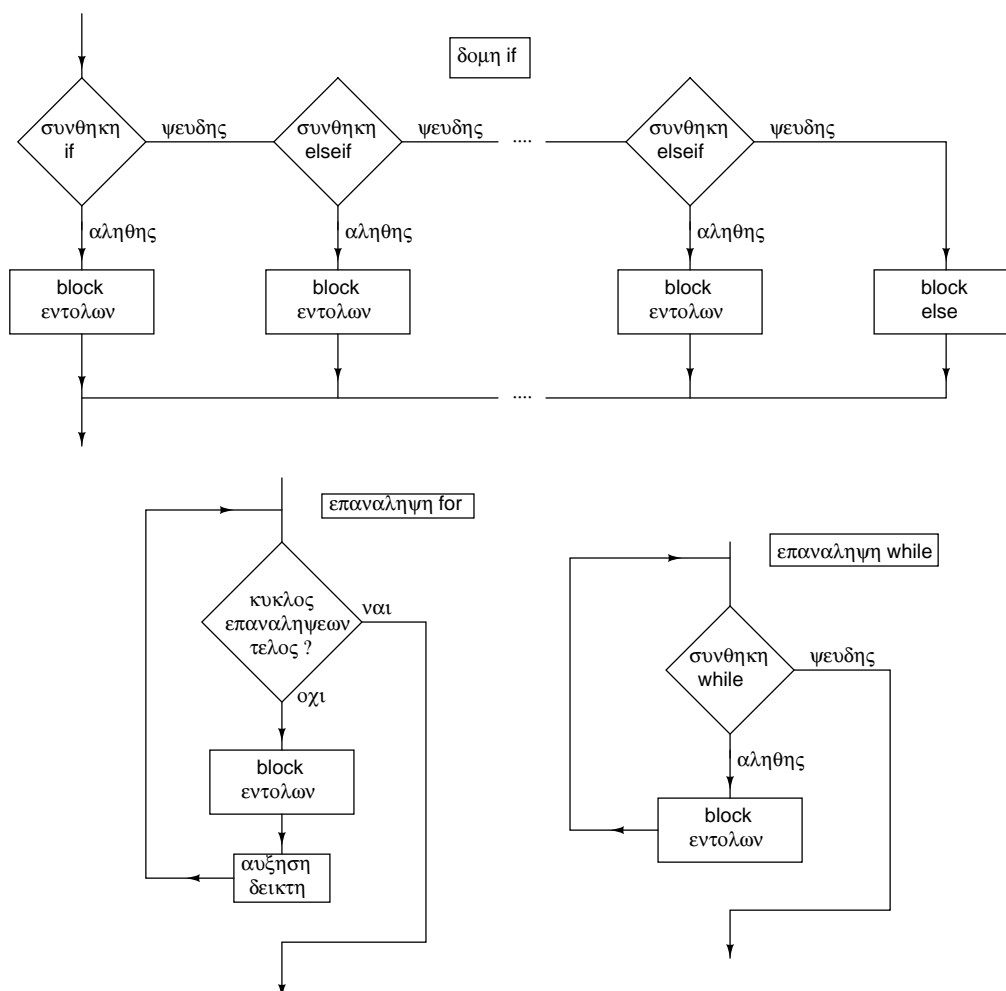 δομη if
συνθηκη
if
ψευδης
συνθηκη
elseif
ψευδης
....
συνθηκη
elseif
ψευδης
αληθης
αληθης
αληθης
block
εντολων
block
εντολων
block
εντολων
block
else
....
επαναληψη for
κυκλος
επαναληψεων
τελος ?
ναι
οχι
block
εντολων
αυξηση
δεικτη
επαναληψη while
συνθηκη
while
ψευδης
αληθης
block
εντολων